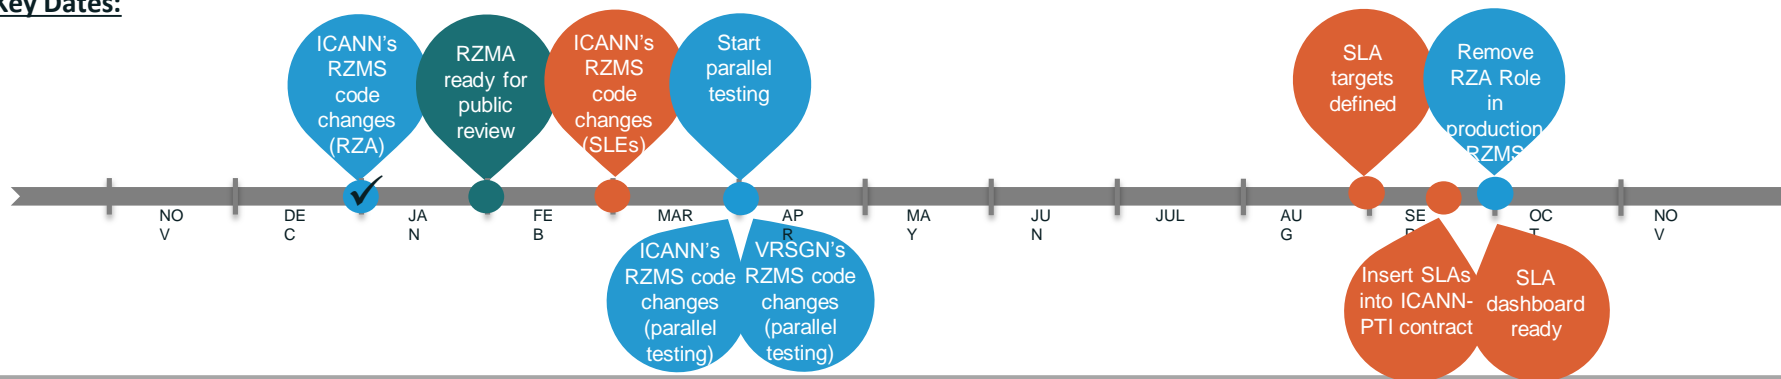 Key Dates:
ICANN's
RZMS
code
changes
(RZA)
RZMA
ready for
public
review
ICANN's
RZMS
code
changes
(SLEs)
Start
parallel
testing
SLA
targets
defined
Remove
RZA Role
in
production
RZMS
NO
V
DE
C
JA
N
FE
B
MAR
AP
R
MA
Y
JU
N
JUL
AU
G
SE
P
OC
T
NO
V
ICANN's
RZMS code
changes
(parallel
testing)
VRSGN's
RZMS code
changes
(parallel
testing)
Insert SLAs
into ICANN-
PTI contract
SLA
dashboard
ready